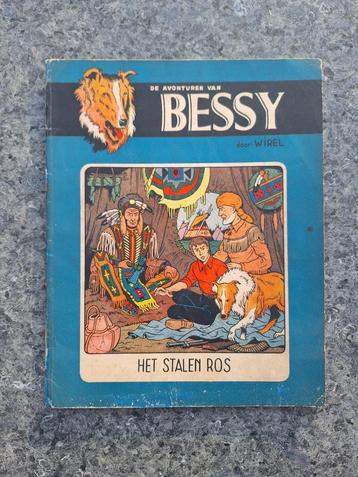 DE AVONTUREN VAN
BESSY
door WIREL
HET STALEN ROS